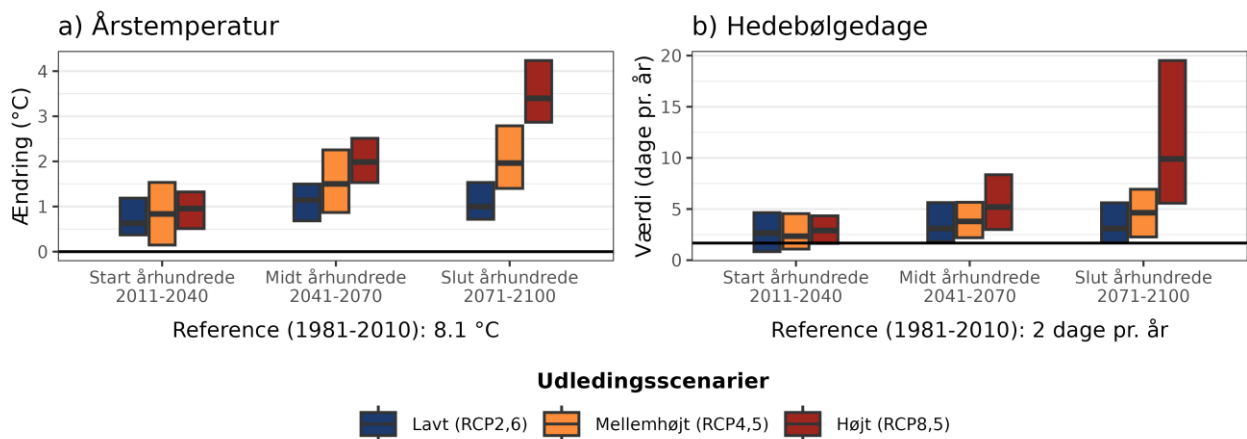 a) Årstemperatur
Ændring (°C)
4
3
2
1
0
Start århundrede
2011-2040
Midt århundrede
2041-2070
Slut århundrede
2071-2100
Reference (1981-2010): 8.1 °C
b) Hedebølgedage
Værdi (dage pr. år)
20
15
10
5
0
Start århundrede
2011-2040
Midt århundrede
2041-2070
Slut århundrede
2071-2100
Reference (1981-2010): 2 dage pr. år
Udledingsscenarier
Lavt (RCP2,6)
Mellemhøjt (RCP4,5)
Højt (RCP8,5)